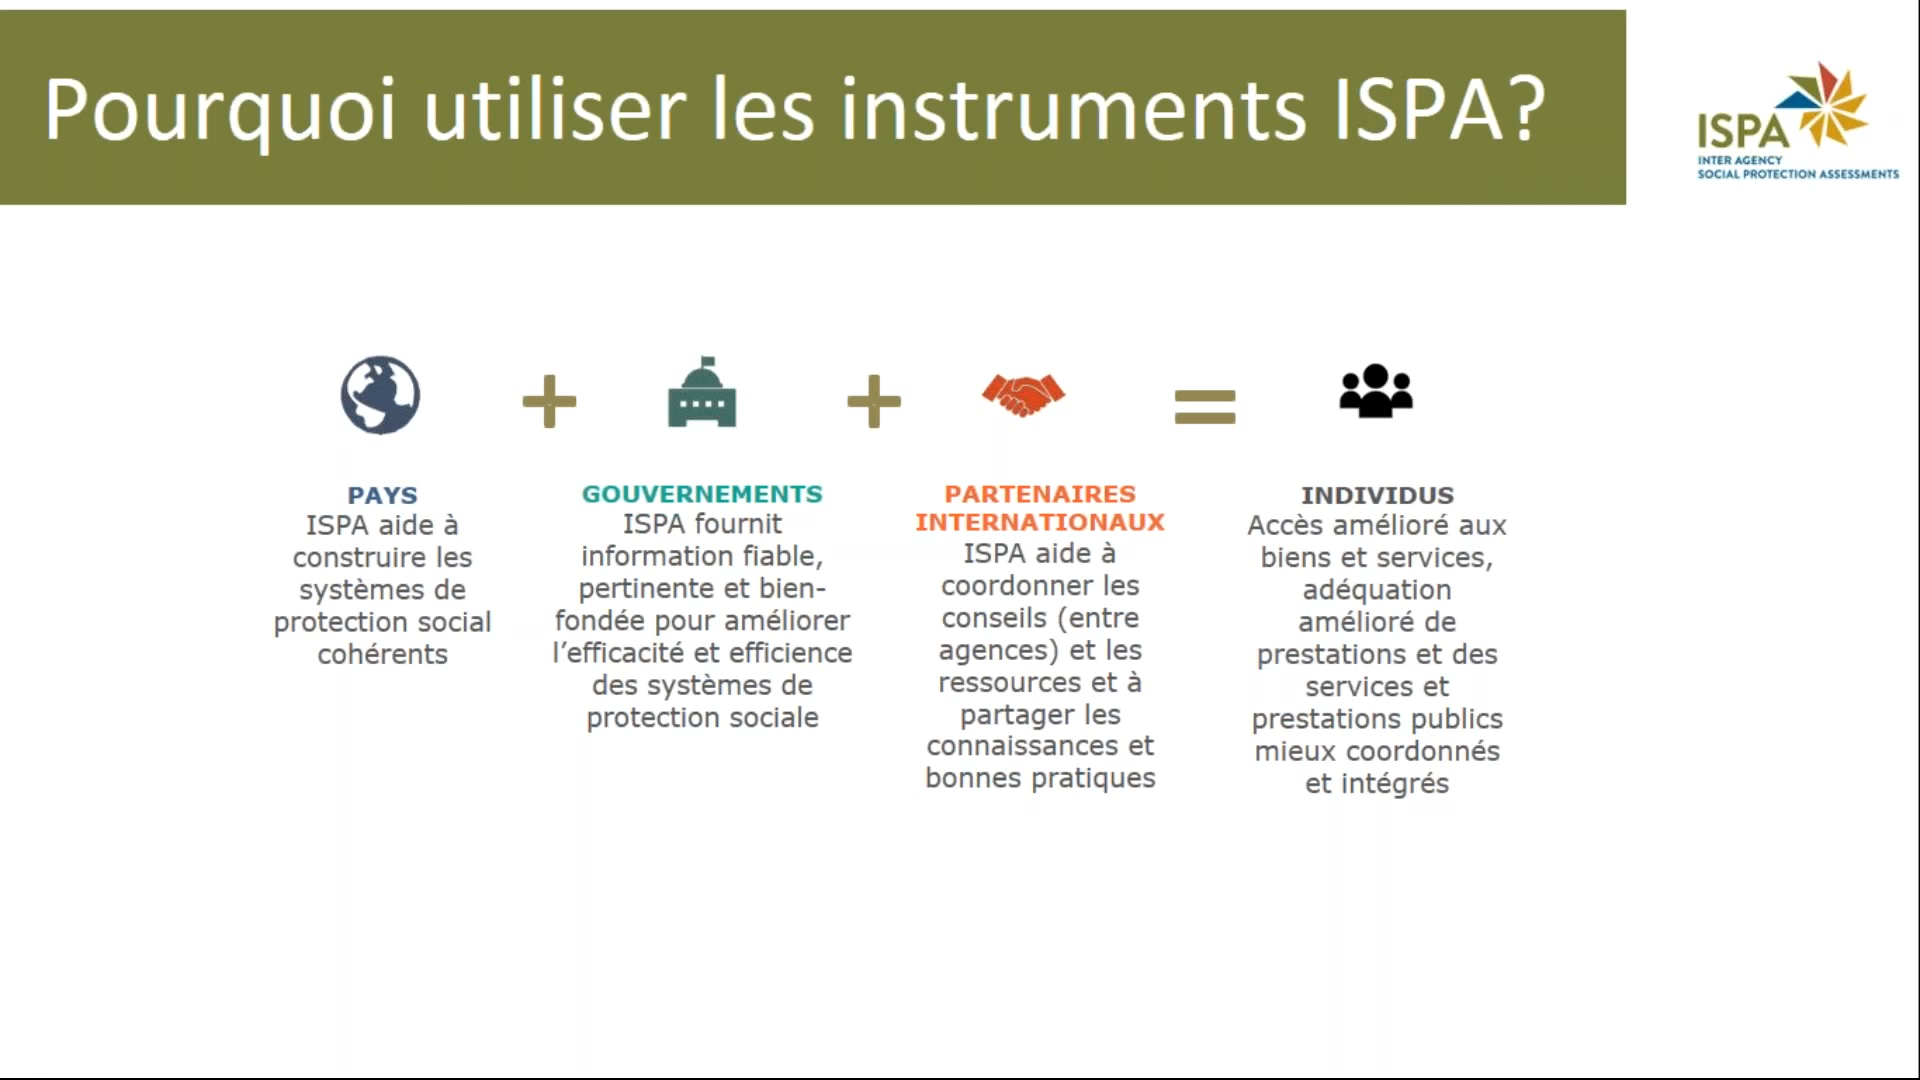 Pourquoi utiliser les instruments ISPA?
ISPA
INTER AGENCY
SOCIAL PROTECTION ASSESSMENTS
PAYS
ISPA aide à
construire les
systèmes de
protection social
cohérents
GOUVERNEMENTS
ISPA fournit
information fiable,
pertinente et bien-
fondée pour améliorer
l’efficacité et efficience
des systèmes de
protection sociale
PARTENAIRES
INTERNATIONAUX
ISPA aide à
coordonner les
conseils (entre
agences) et les
ressources et à
partager les
connaissances et
bonnes pratiques
INDIVIDUS
Accès amélioré aux
biens et services,
adéquation
amélioré de
prestations et des
services et
prestations publics
mieux coordonnés
et intégrés